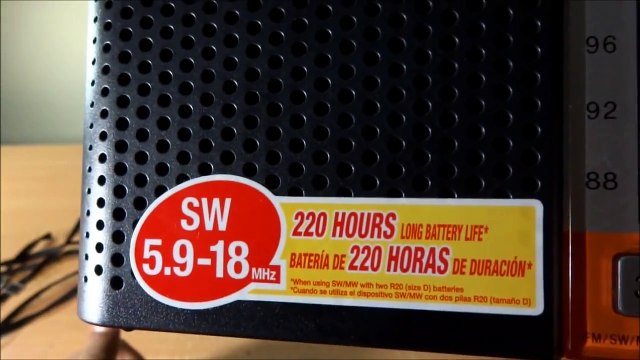 96
92
88
SW
5.9-18 MHz
220 HOURS LONG BATTERY LIFE*
BATERÍA DE 220 HORAS DE DURACIÓN*
*When using SW/MW with two R20 (size D) batteries
*Cuando se utiliza el dispositivo SW/MW con dos pilas R20 (tamaño D)
FM/SW/